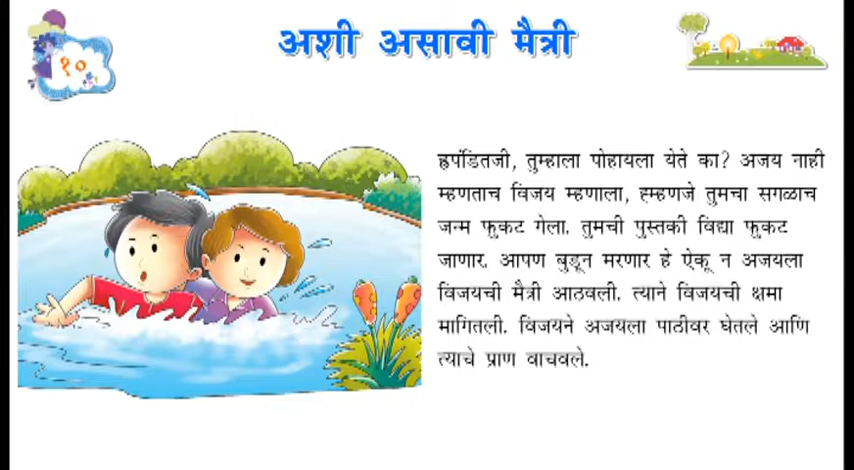 अशी असावी मैत्री
१०
ह्रपंडितजी, तुम्हाला पोहायला येते का? अजय नाही
म्हणताच विजय म्हणाला, ह्म्हणजे तुमचा सगळाच
जन्म फुकट गेला. तुमची पुस्तकी विद्या फुकट
जाणार. आपण बुडून मरणार हे ऐकू न अजयला
विजयची मैत्री आठवली. त्याने विजयची क्षमा
मागितली. विजयने अजयला पाठीवर घेतले आणि
त्याचे प्राण वाचवले.